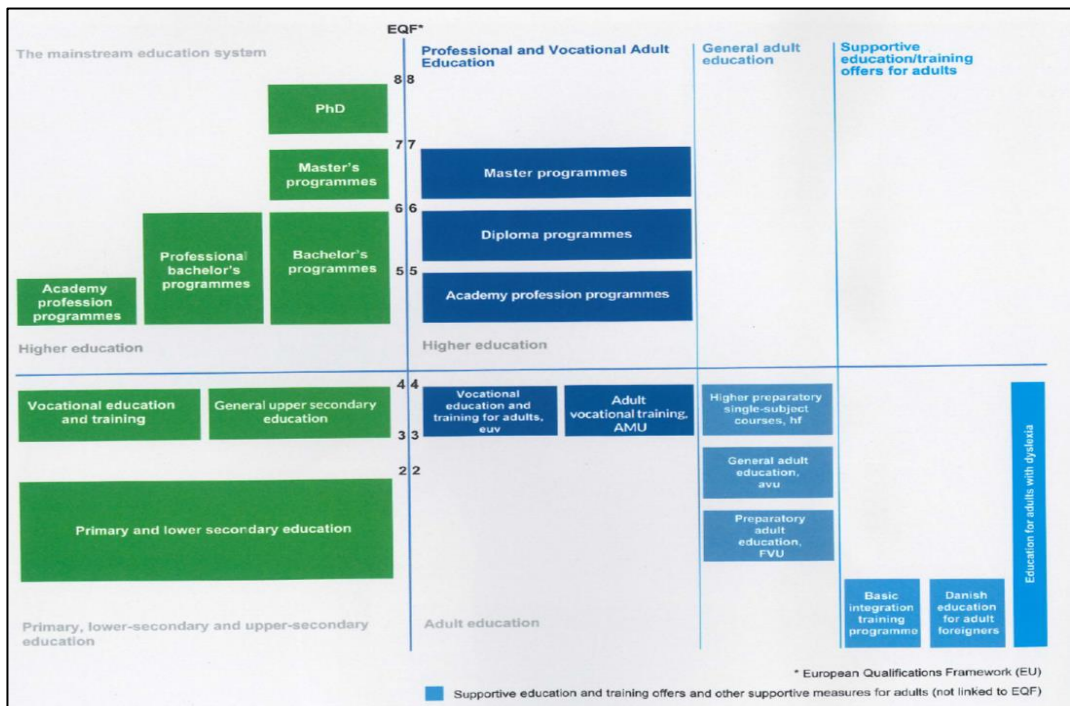 EQF*
The mainstream education system
Professional and Vocational Adult
Education
General adult
education
Supportive
education/training
offers for adults
8 8
PhD
7 7
Master's
programmes
Master programmes
6 6
Professional
bachelor's
programmes
Bachelor's
programmes
Diploma programmes
5 5
Academy
profession
programmes
Academy profession programmes
Higher education
Higher education
4 4
Vocational education
and training
General upper secondary
education
Vocational
education and
training for adults,
euv
Adult
vocational training,
AMU
Higher preparatory
single-subject
courses, hf
3 3
General adult
education,
avu
2 2
Primary and lower secondary education
Preparatory
adult
education,
FVU
Education for adults with dyslexia
Basic
integration
training
programme
Danish
education
for adult
foreigners
Primary, lower-secondary and upper-secondary
education
Adult education
* European Qualifications Framework (EU)
Supportive education and training offers and other supportive measures for adults (not linked to EQF)